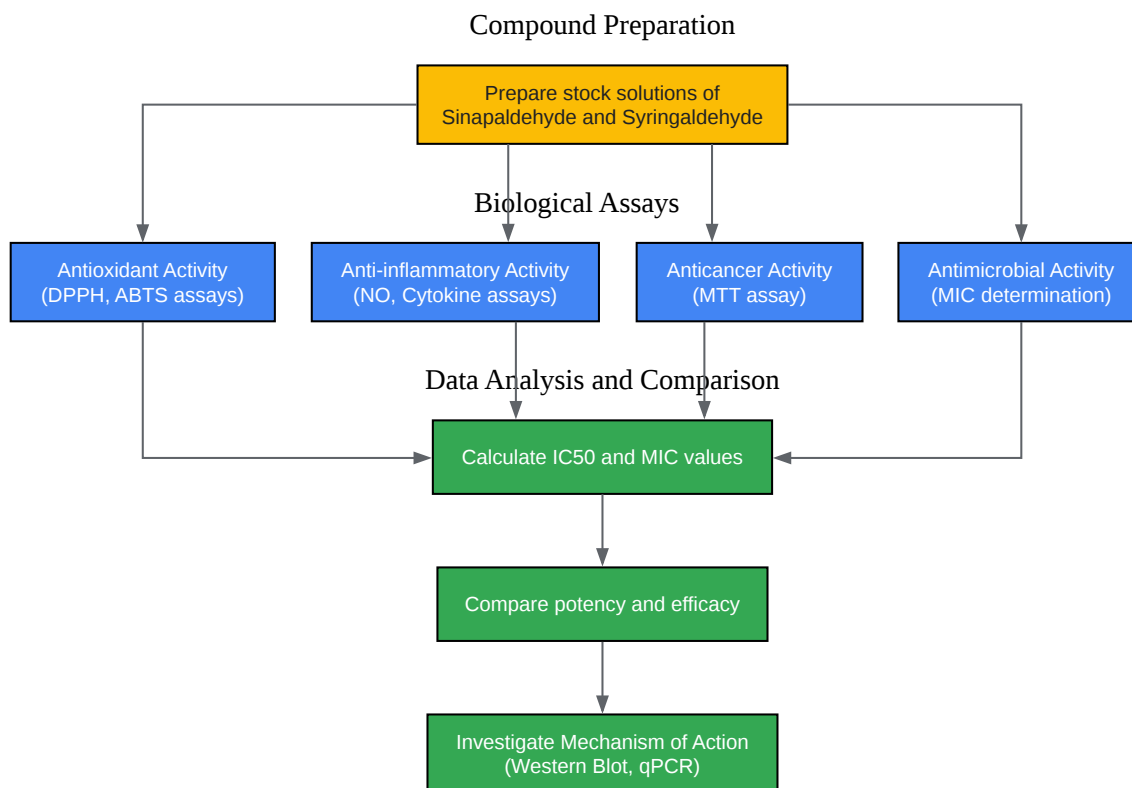 Compound Preparation
Prepare stock solutions of
Sinapaldehyde and Syringaldehyde
Biological Assays
Antioxidant Activity
(DPPH, ABTS assays)
Anti-inflammatory Activity
(NO, Cytokine assays)
Anticancer Activity
(MTT assay)
Antimicrobial Activity
(MIC determination)
Data Analysis and Comparison
Calculate IC50 and MIC values
Compare potency and efficacy
Investigate Mechanism of Action
(Western Blot, qPCR)